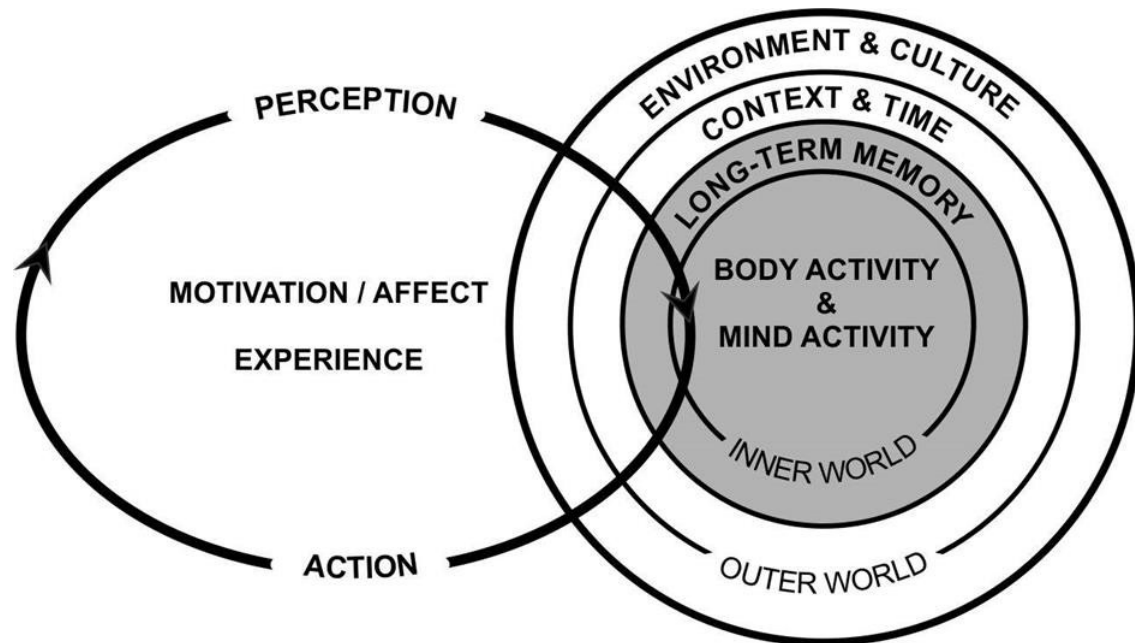 PERCEPTION
MOTIVATION / AFFECT
EXPERIENCE
ACTION
ENVIRONMENT & CULTURE
CONTEXT & TIME
LONG-TERM MEMORY
BODY ACTIVITY
&
MIND ACTIVITY
INNER WORLD
OUTER WORLD